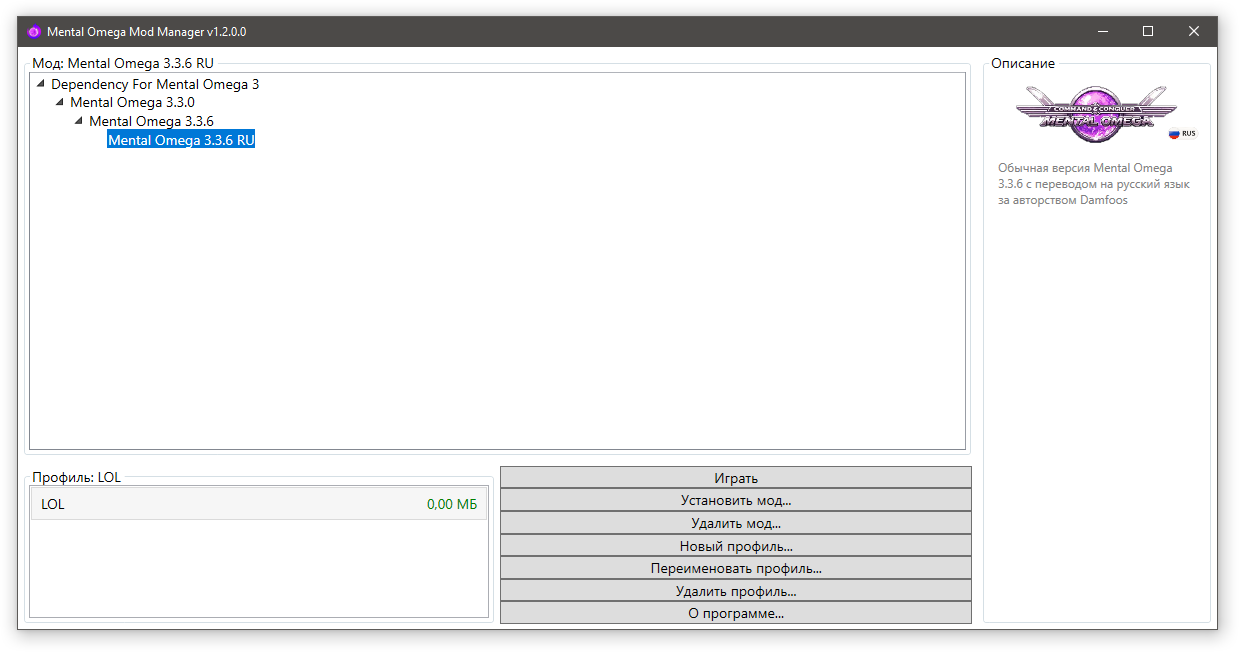 Mental Omega Mod Manager v1.2.0.0
Мод: Mental Omega 3.3.6 RU
Dependency For Mental Omega 3
Mental Omega 3.3.0
Mental Omega 3.3.6
Mental Omega 3.3.6 RU
Описание
COMMAND & CONQUER
MENTAL OMEGA
RUS
Обычная версия Mental Omega
3.3.6 с переводом на русский язык
за авторством Damfoos
Профиль: LOL
LOL 0,00 МБ
Играть
Установить мод...
Удалить мод...
Новый профиль...
Переименовать профиль...
Удалить профиль...
О программе...